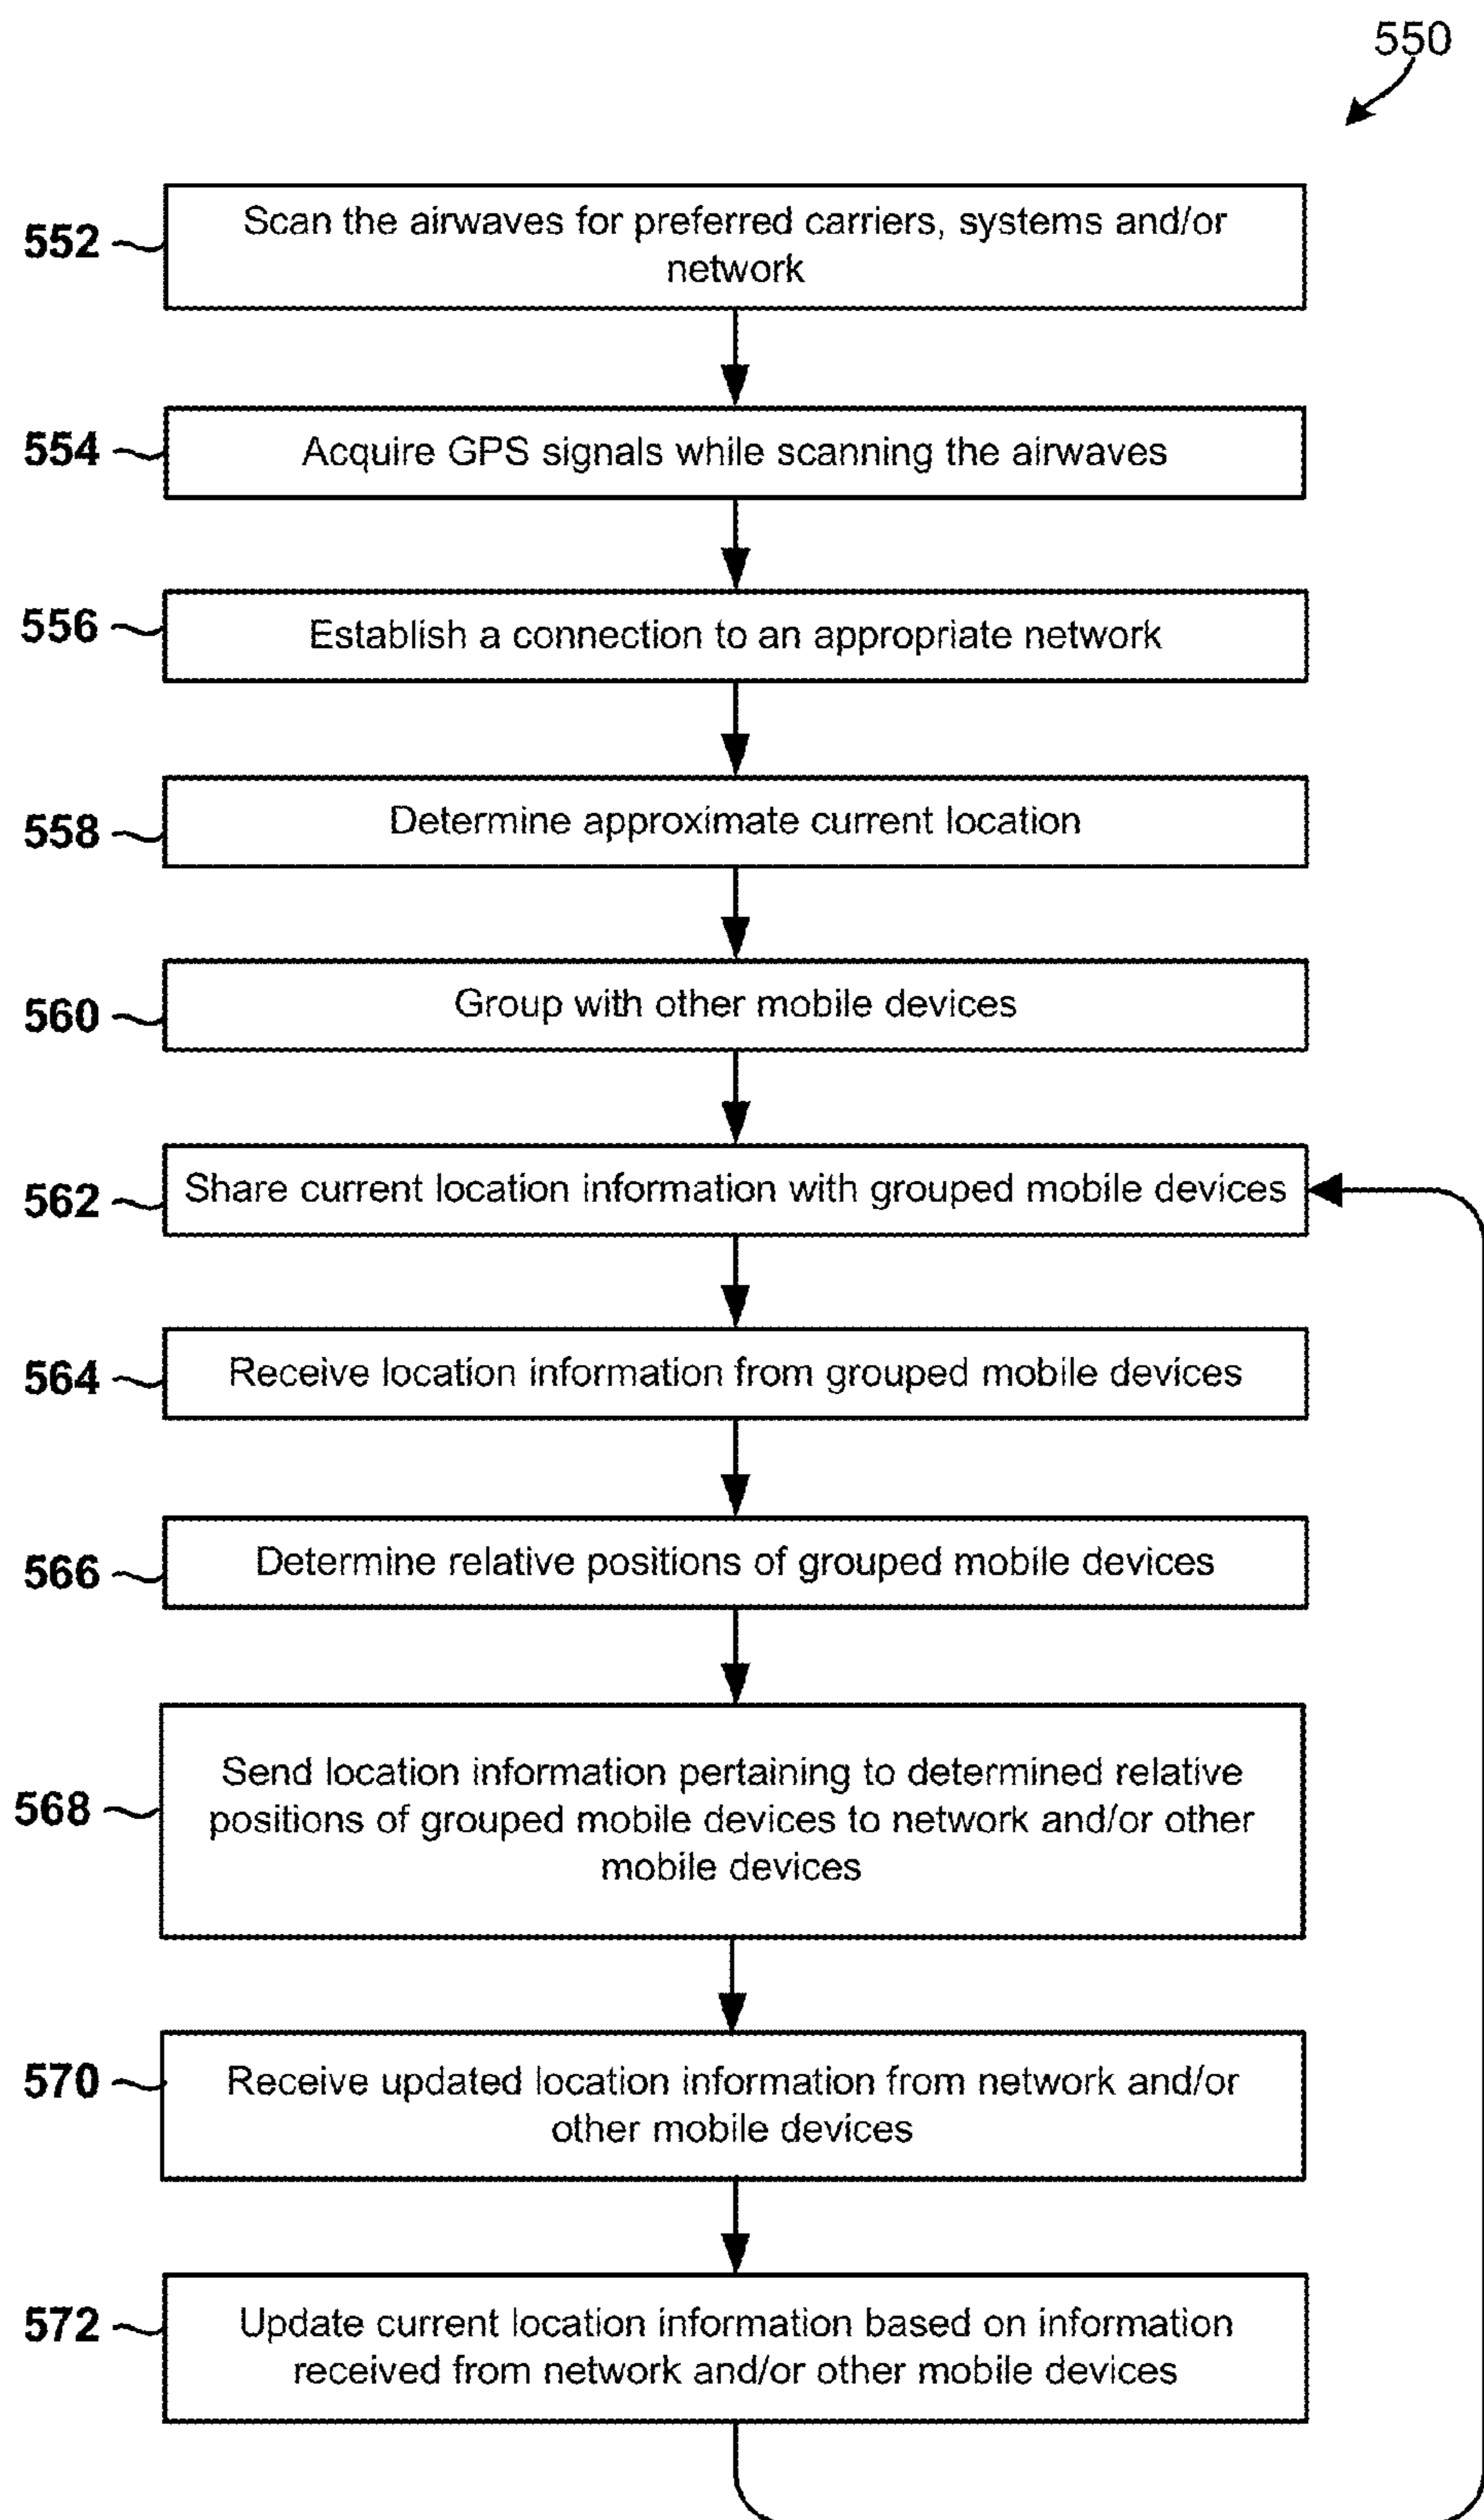 550
552
Scan the airwaves for preferred carriers, systems and/or
network
554
Acquire GPS signals while scanning the airwaves
556
Establish a connection to an appropriate network
558
Determine approximate current location
560
Group with other mobile devices
562
Share current location information with grouped mobile devices
564
Receive location information from grouped mobile devices
566
Determine relative positions of grouped mobile devices
568
Send location information pertaining to determined relative
positions of grouped mobile devices to network and/or other
mobile devices
570
Receive updated location information from network and/or
other mobile devices
572
Update current location information based on information
received from network and/or other mobile devices